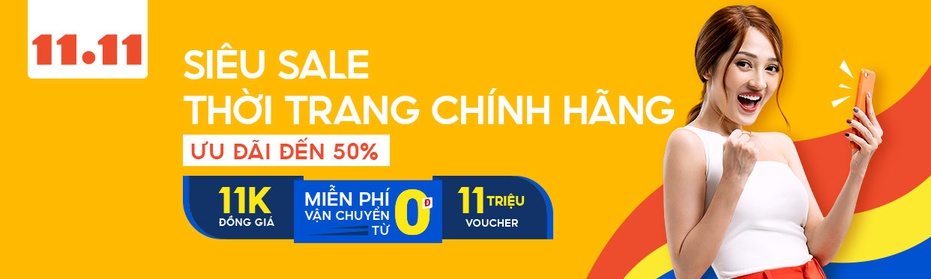 11.11
SIÊU SALE
THỜI TRANG CHÍNH HÃNG
ƯU ĐÃI ĐẾN 50%
11K
ĐỒNG GIÁ
MIỄN PHÍ
VẬN CHUYỂN
TỪ
0Đ
11 TRIỆU
VOUCHER